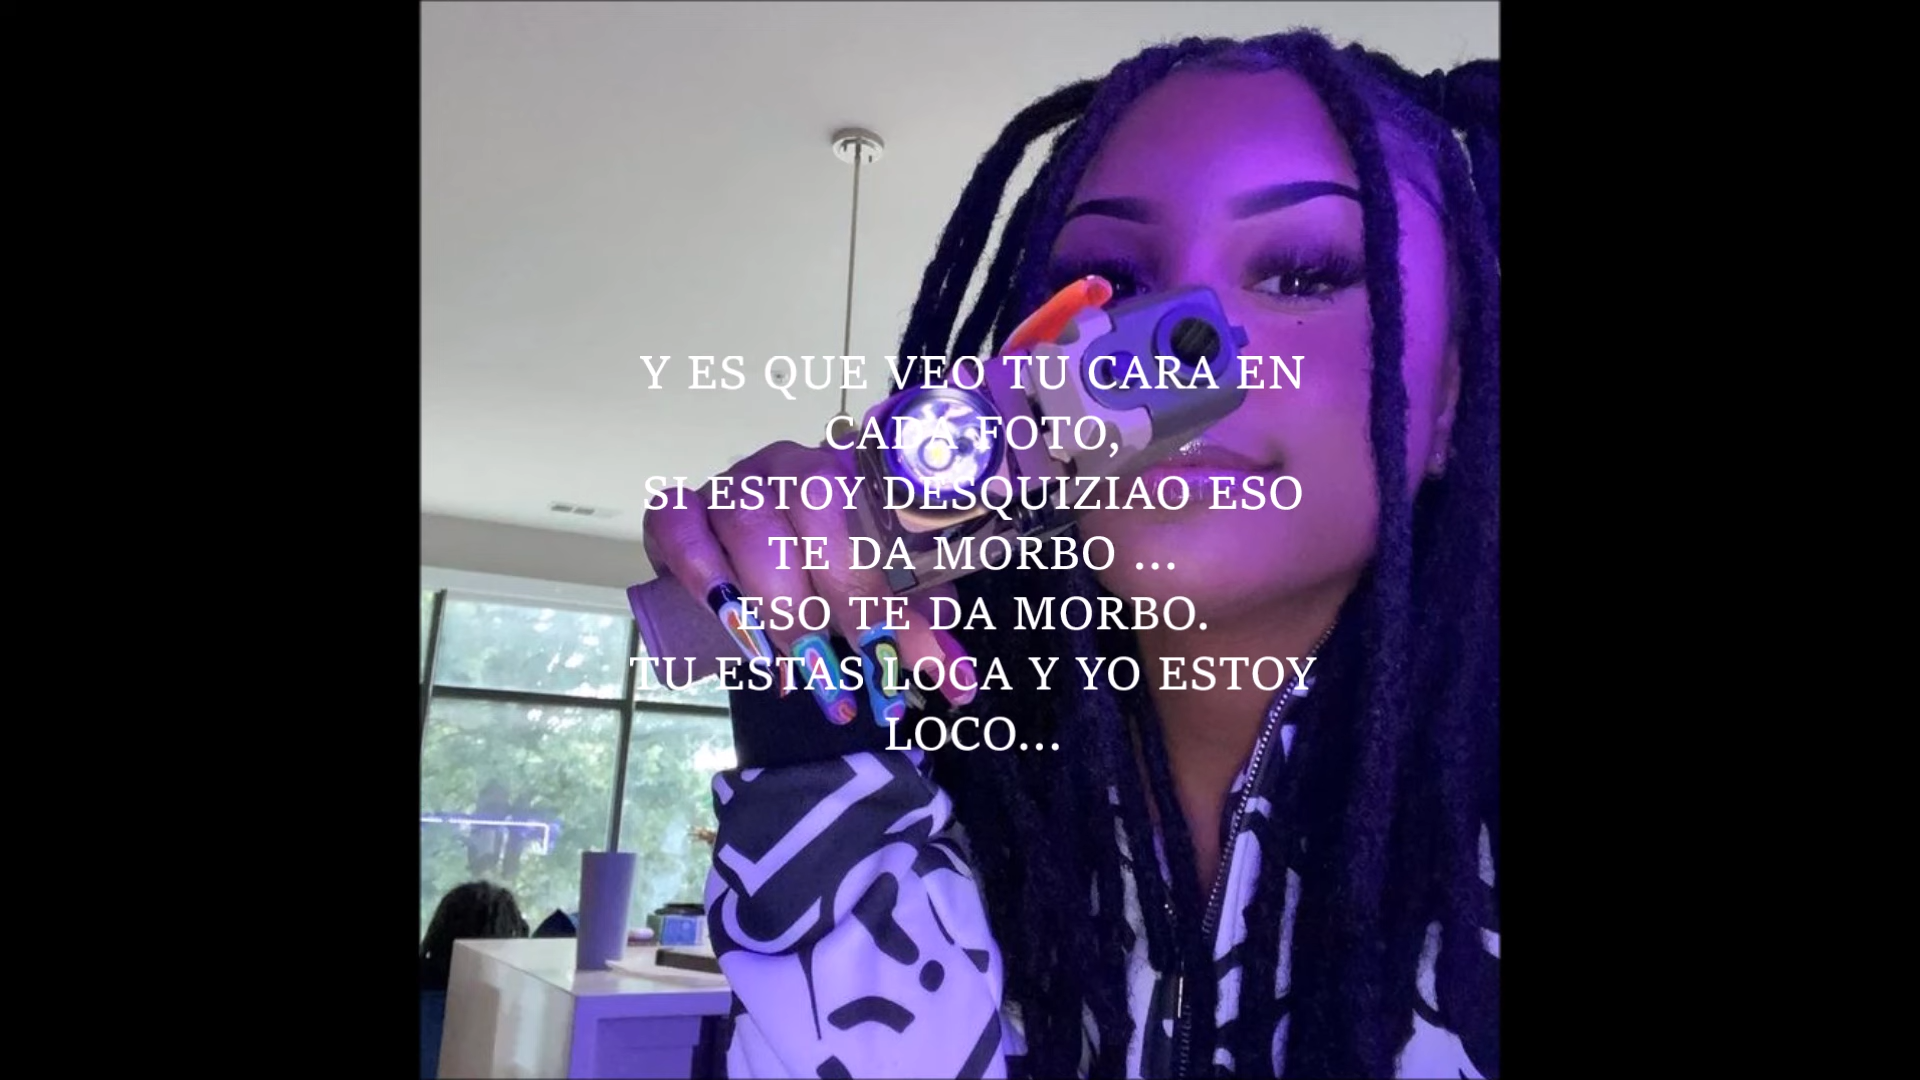 Y ES QUE VEO TU CARA EN
CADA FOTO,
SI ESTOY DESQUIZIAO ESO
TE DA MORBO ...
ESO TE DA MORBO.
TU ESTAS LOCA Y YO ESTOY
LOCO...